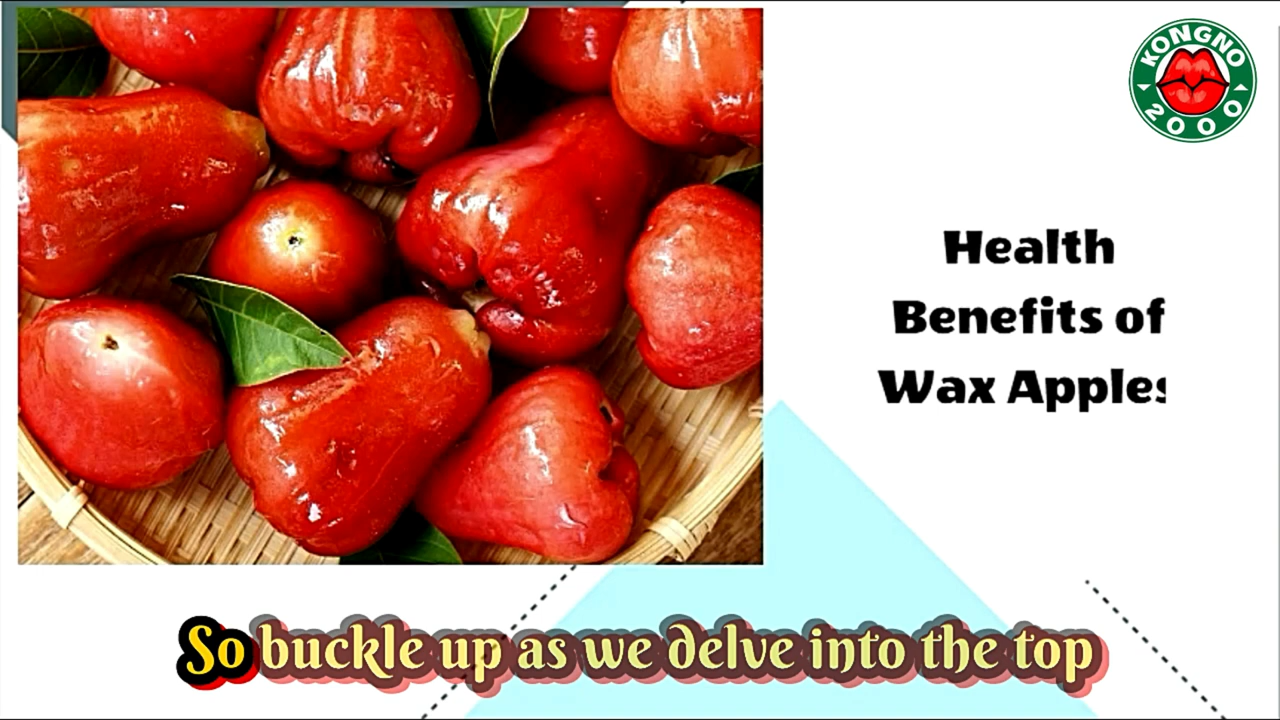 KONGNO
2000
Health
Benefits of
Wax Apples
So buckle up as we delve into the top